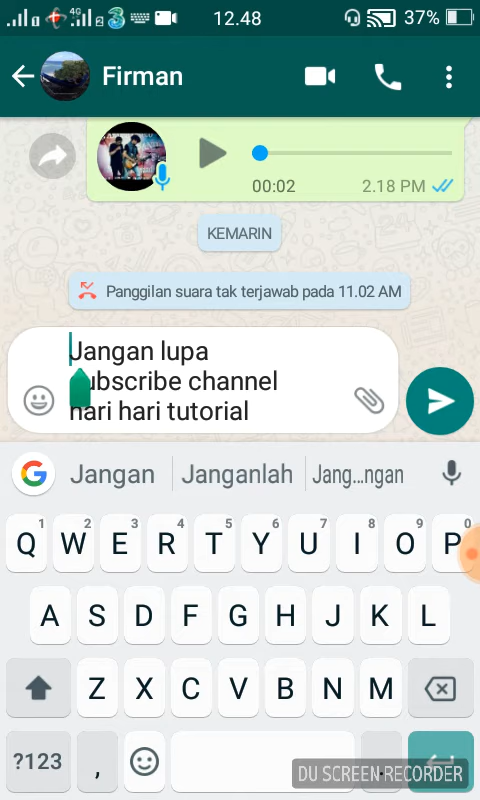 4G
12.48
37%
Firman
00:02
2.18 PM
KEMARIN
Panggilan suara tak terjawab pada 11.02 AM
Jangan lupa
ubscribe channel
hari hari tutorial
Jangan Janganlah Jang...ngan
1 2 3 4 5 6 7 8 9 0
Q W E R T Y U I O P
A S D F G H J K L
Z X C V B N M
?123 , .
DU SCREEN RECORDER